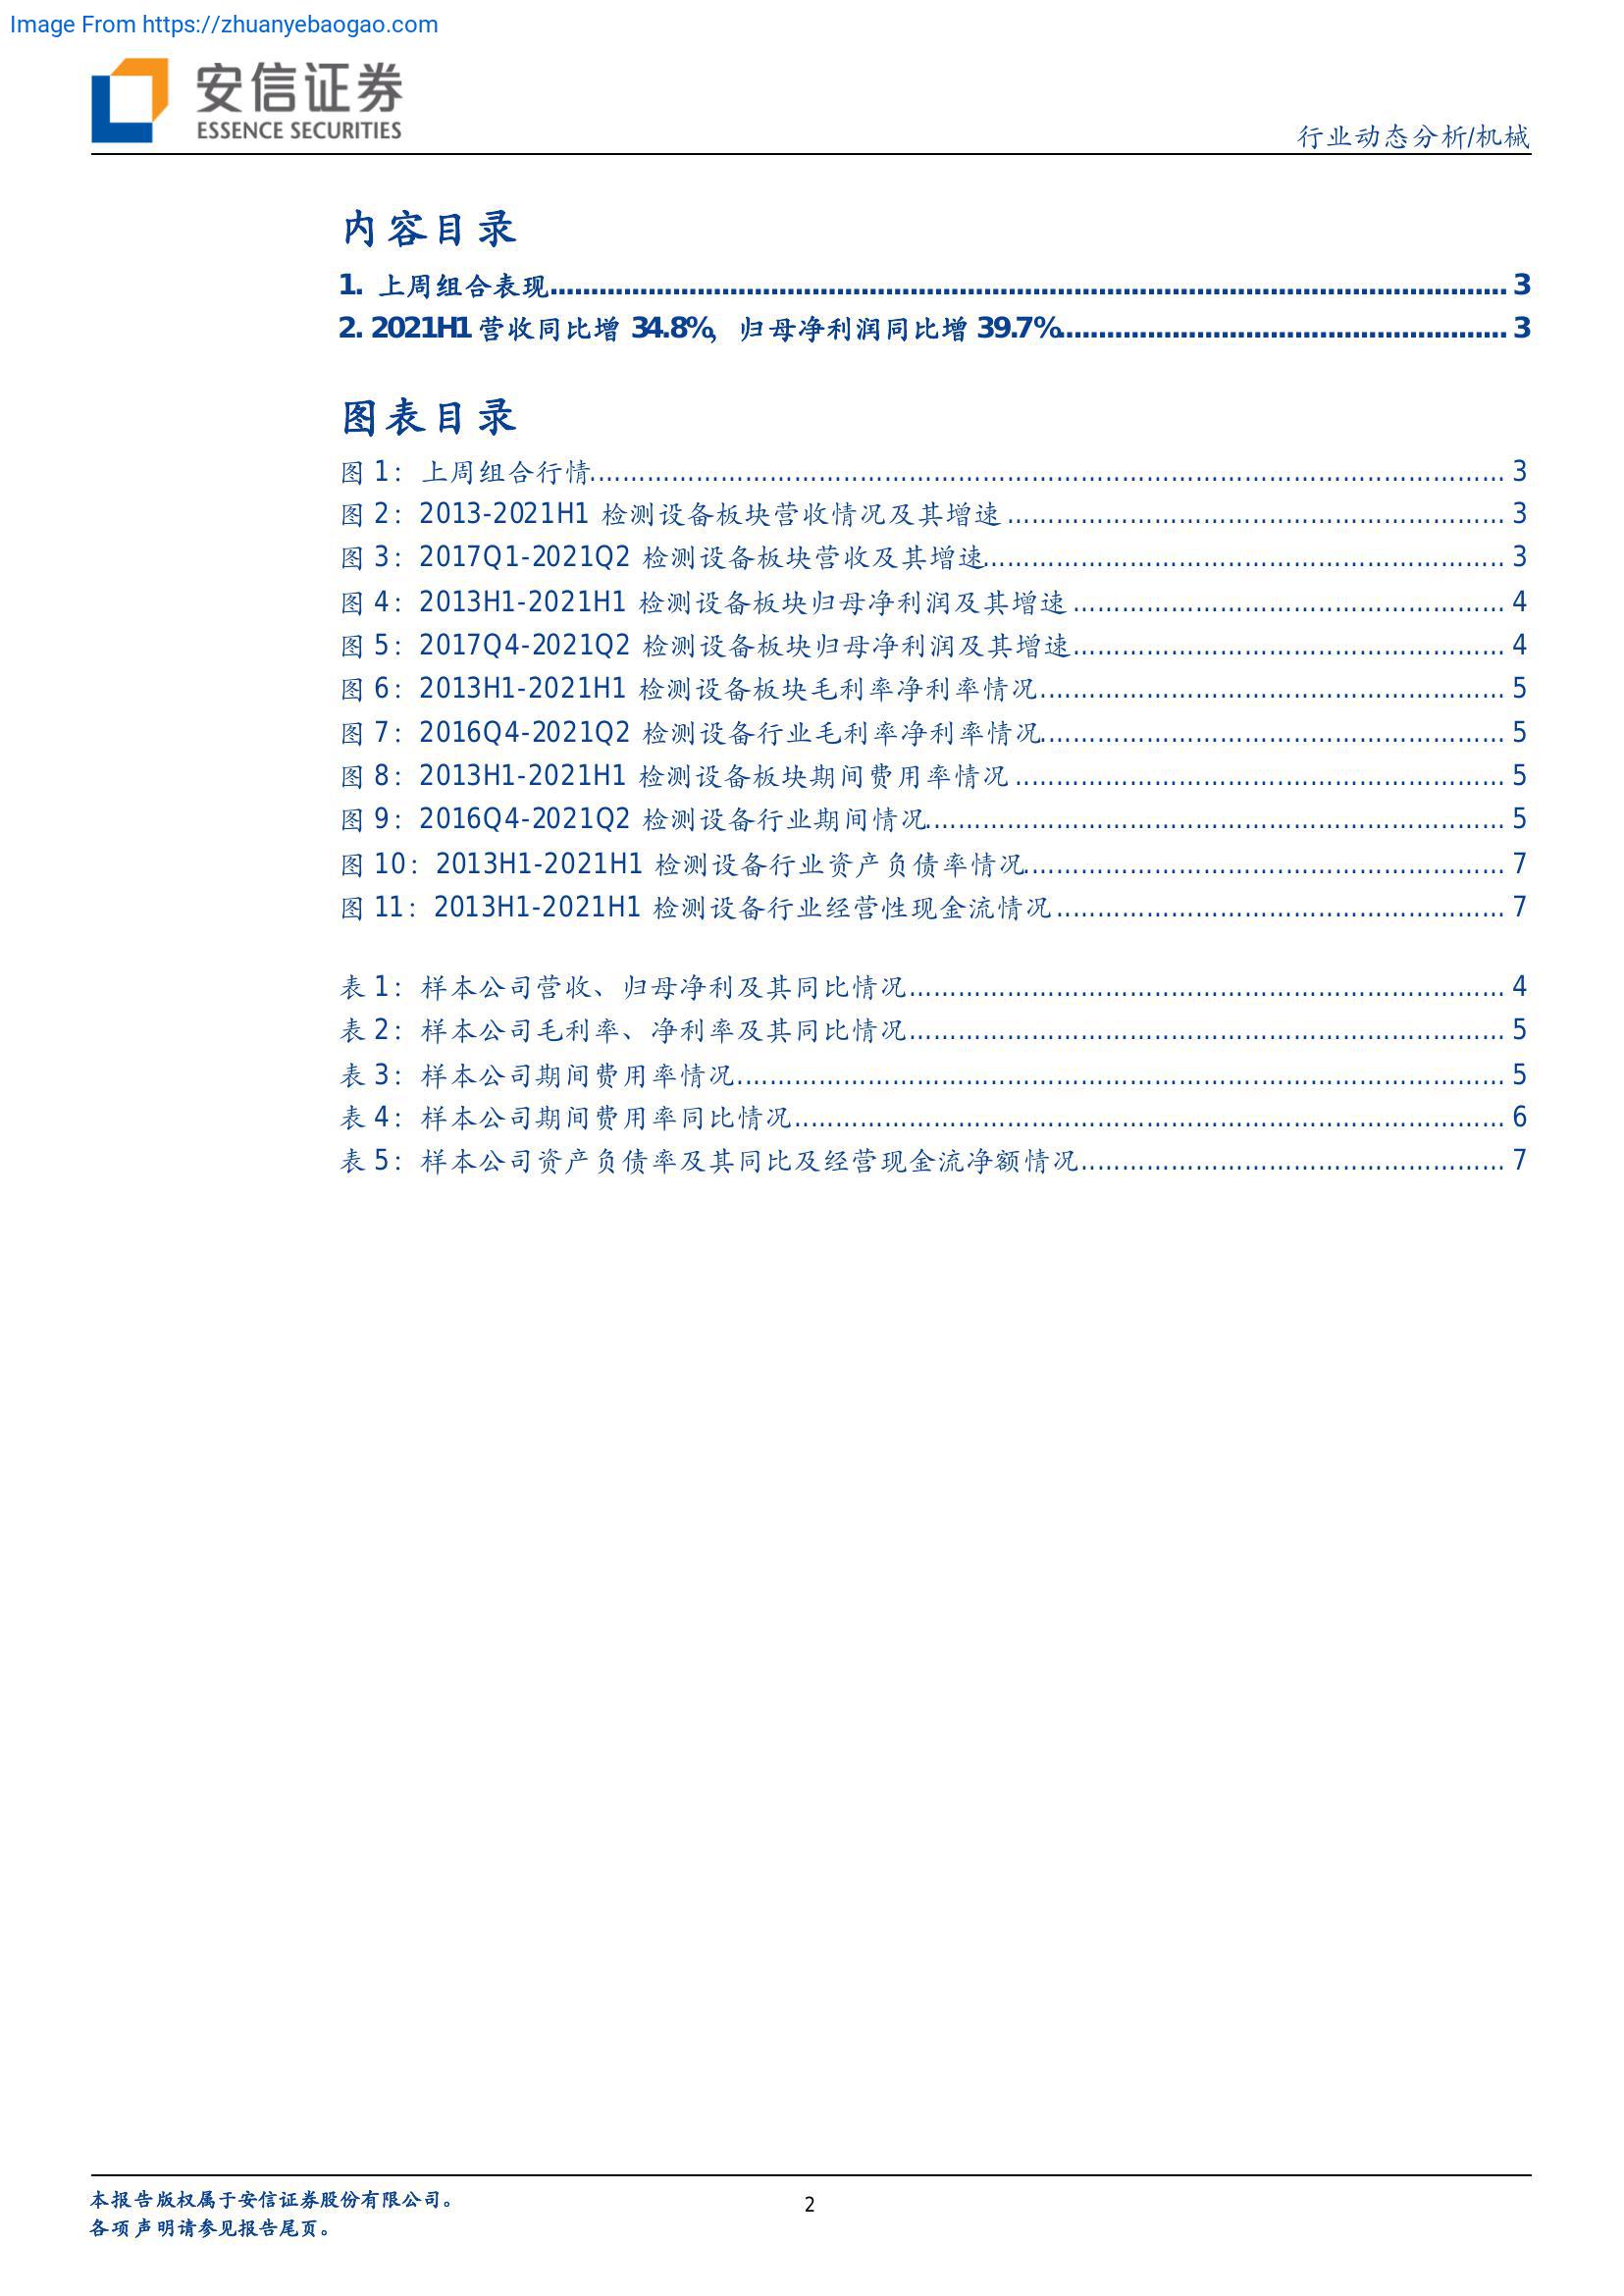 Image From https://zhuanyebaogao.com
安信证券
ESSENCE SECURITIES
行业动态分析/机械
内容目录
1. 上周组合表现........................................................................................................................ 3
2. 2021H1 营收同比增 34.8%，归母净利润同比增 39.7%........................................................ 3
图表目录
图 1：上周组合行情........................................................................................................................ 3
图 2：2013-2021H1 检测设备板块营收情况及其增速........................................................................ 3
图 3：2017Q1-2021Q2 检测设备板块营收及其增速........................................................................ 3
图 4：2013H1-2021H1 检测设备板块归母净利润及其增速................................................................ 4
图 5：2017Q4-2021Q2 检测设备板块归母净利润及其增速................................................................ 4
图 6：2013H1-2021H1 检测设备板块毛利率净利率情况.................................................................... 5
图 7：2016Q4-2021Q2 检测设备行业毛利率净利率情况.................................................................... 5
图 8：2013H1-2021H1 检测设备板块期间费用率情况........................................................................ 5
图 9：2016Q4-2021Q2 检测设备行业期间情况................................................................................ 5
图 10：2013H1-2021H1 检测设备行业资产负债率情况.................................................................... 7
图 11：2013H1-2021H1 检测设备行业经营性现金流情况.................................................................. 7
表 1：样本公司营收、归母净利及其同比情况................................................................................ 4
表 2：样本公司毛利率、净利率及其同比情况................................................................................ 5
表 3：样本公司期间费用率情况.................................................................................................... 5
表 4：样本公司期间费用率同比情况............................................................................................ 6
表 5：样本公司资产负债率及其同比及经营现金流净额情况............................................................ 7
本报告版权属于安信证券股份有限公司。
2
各项声明请参见报告尾页。